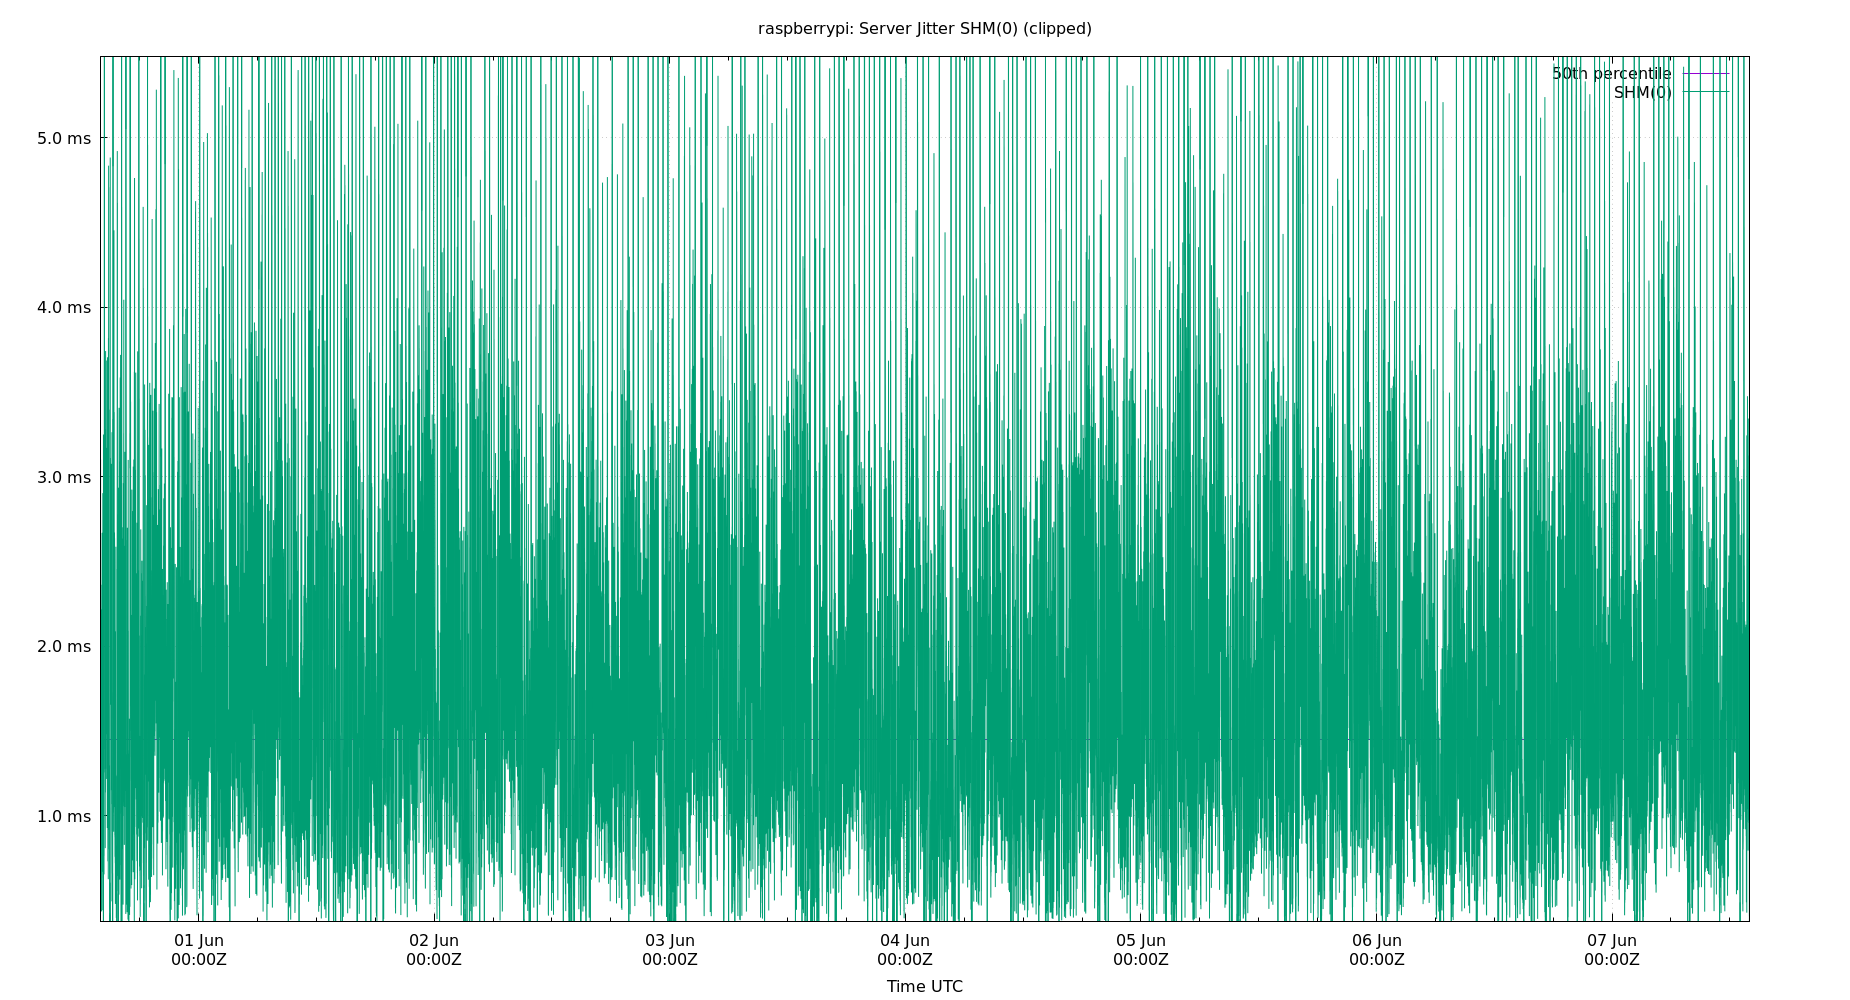 raspberrypi: Server Jitter SHM(0) (clipped)
50th percentile
SHM(0)
5.0 ms
4.0 ms
3.0 ms
2.0 ms
1.0 ms
01 Jun 02 Jun 03 Jun 04 Jun 05 Jun 06 Jun 07 Jun
00:00Z 00:00Z 00:00Z 00:00Z 00:00Z 00:00Z 00:00Z
Time UTC